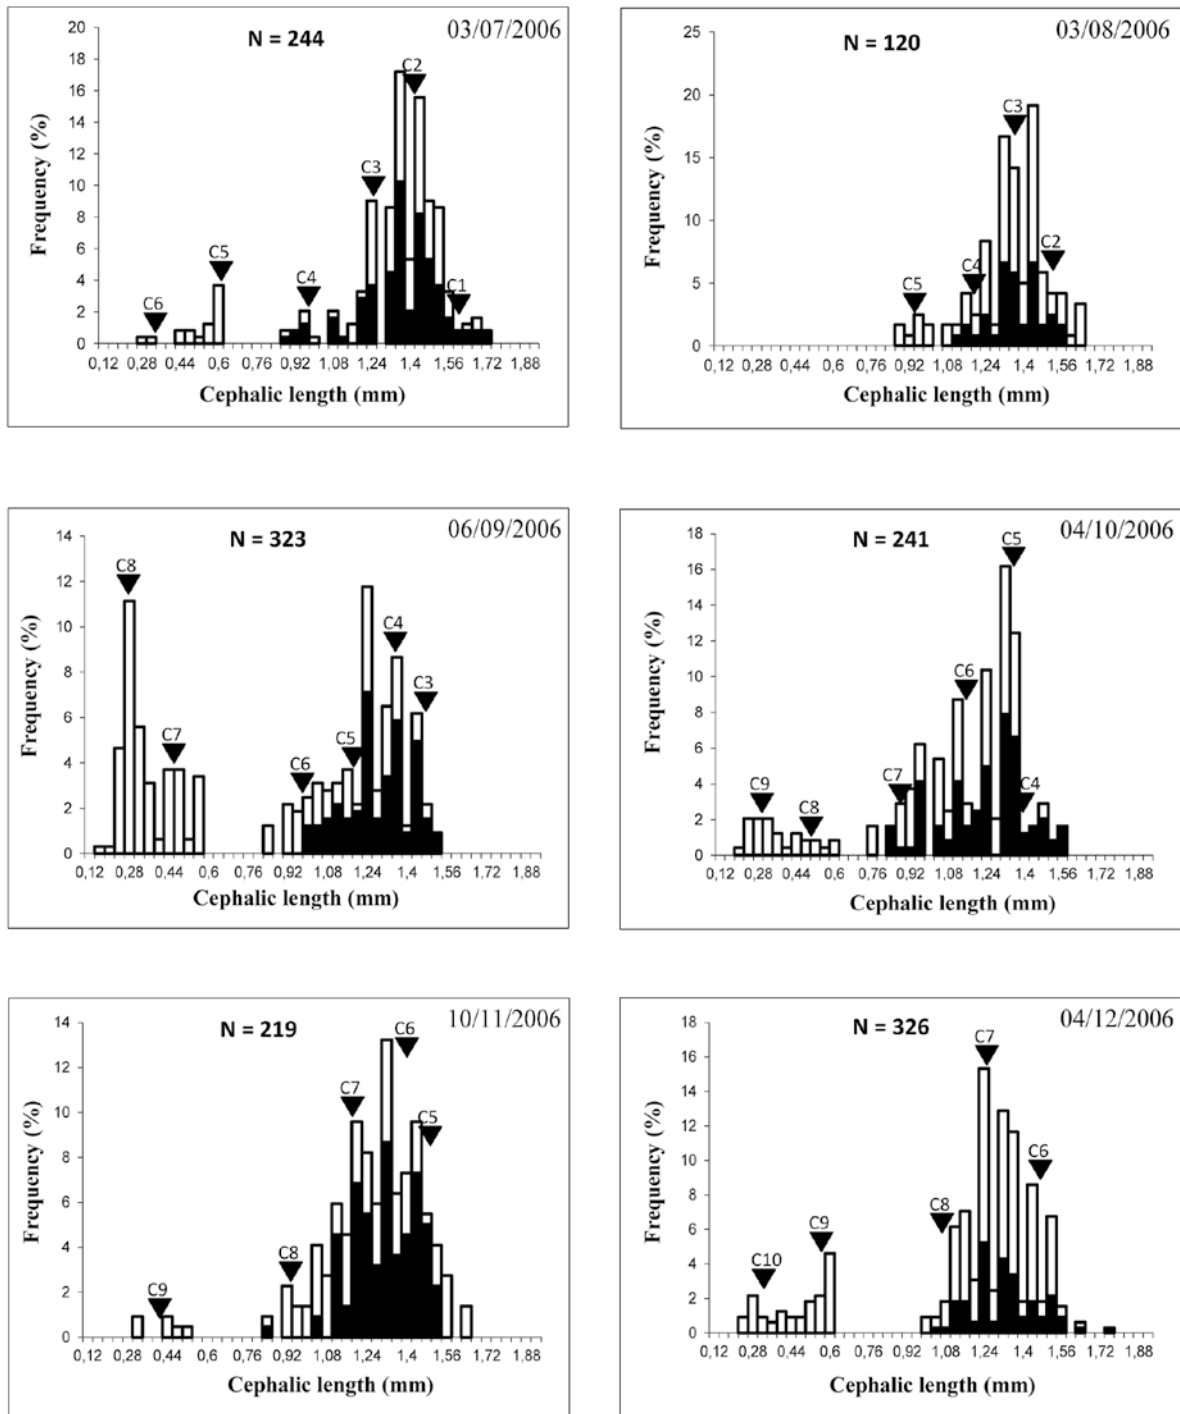 N = 244
03/07/2006
Frequency (%)
20
18
16
14
12
10
8
6
4
2
0
C6
C5
C4
C3
C2
C1
0,12 0,28 0,44 0,6 0,76 0,92 1,08 1,24 1,4 1,56 1,72 1,88
Cephalic length (mm)
N = 120
03/08/2006
Frequency (%)
25
20
15
10
5
0
C5
C4
C3
C2
0,12 0,28 0,44 0,6 0,76 0,92 1,08 1,24 1,4 1,56 1,72 1,88
Cephalic length (mm)
N = 323
06/09/2006
Frequency (%)
14
12
10
8
6
4
2
0
C8
C7
C6
C5
C4
C3
0,12 0,28 0,44 0,6 0,76 0,92 1,08 1,24 1,4 1,56 1,72 1,88
Cephalic length (mm)
N = 241
04/10/2006
Frequency (%)
18
16
14
12
10
8
6
4
2
0
C9
C8
C7
C6
C5
C4
0,12 0,28 0,44 0,6 0,76 0,92 1,08 1,24 1,4 1,56 1,72 1,88
Cephalic length (mm)
N = 219
10/11/2006
Frequency (%)
14
12
10
8
6
4
2
0
C9
C8
C7
C6
C5
0,12 0,28 0,44 0,6 0,76 0,92 1,08 1,24 1,4 1,56 1,72 1,88
Cephalic length (mm)
N = 326
04/12/2006
Frequency (%)
18
16
14
12
10
8
6
4
2
0
C10
C9
C8
C7
C6
0,12 0,28 0,44 0,6 0,76 0,92 1,08 1,24 1,4 1,56 1,72 1,88
Cephalic length (mm)